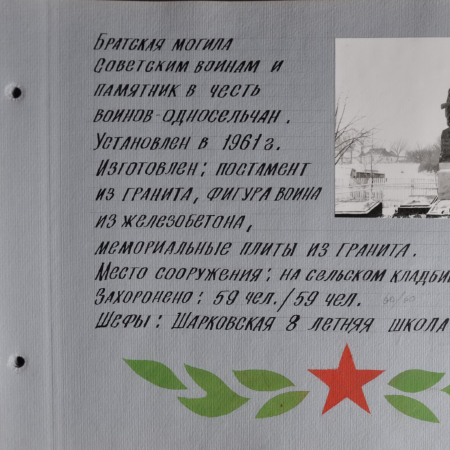 Братская могила
Советским воинам и
памятник в честь
воинов-односельчан.
Установлен в 1961г.
Изготовлен: постамент
из гранита, фигура воина
из железобетона,
мемориальные плиты из гранита.
Место сооружения: на сельском кладби
Захоронено: 59 чел./59 чел.
Шефы: Шарковская 8 летняя школа